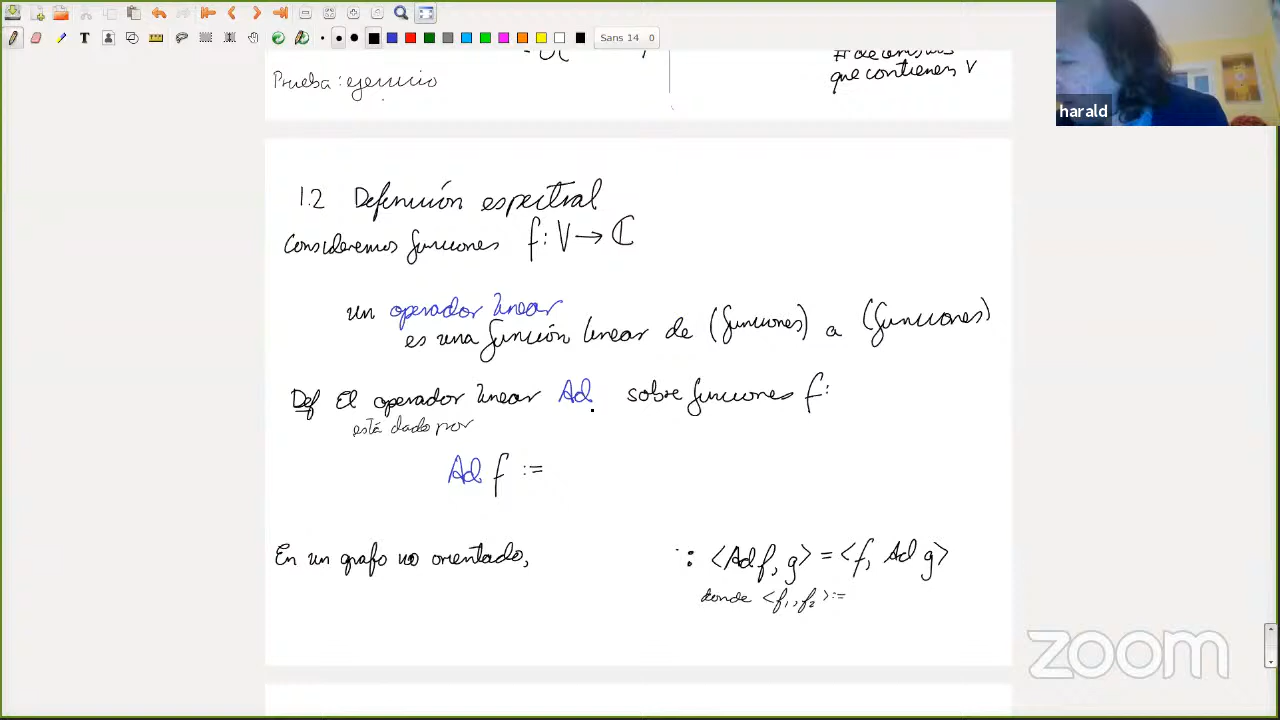 Sans 14
harald
que contienen V
Prueba: ejercicio
1.2 Definición espectral
Consideremos funciones f: V → ℂ
un operador linear
es una función linear de (funciones) a (funciones)
Def El operador linear Ad sobre funciones f:
está dado por
Ad f :=
En un grafo no orientado, : <Ad f, g> = <f, Ad g>
donde <f₁, f₂> :=
zoom